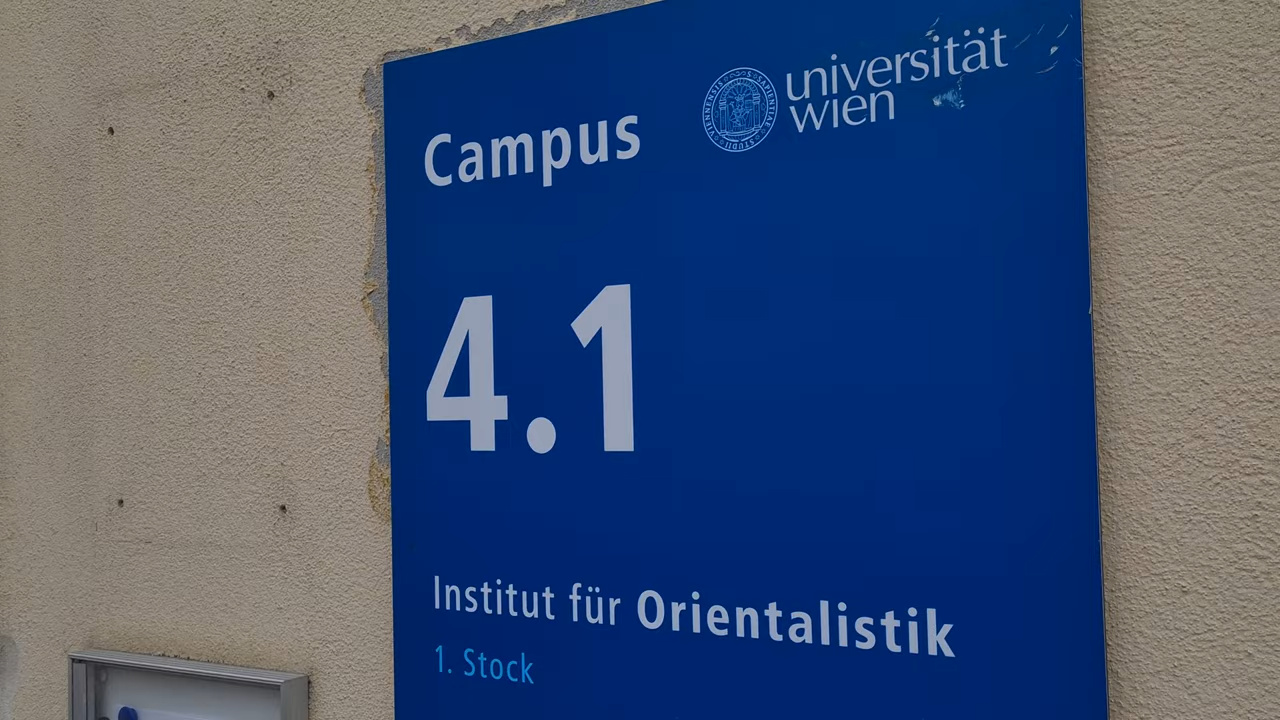 universität
wien
Campus
4.1
Institut für Orientalistik
1. Stock